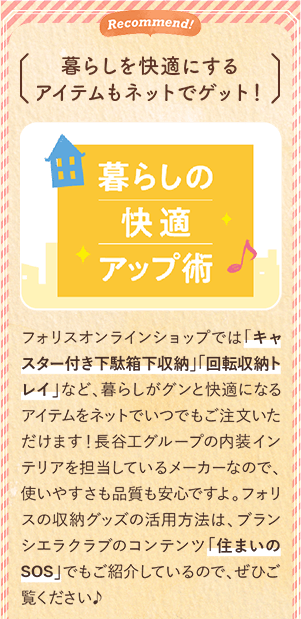 Recommend!
暮らしを快適にする
アイテムもネットでゲット!
暮らしの
快適
アップ術
フォリスオンラインショップでは「キャ
スター付き下駄箱下収納」「回転収納ト
レイ」など、暮らしがグンと快適になる
アイテムをネットでいつでもご注文いた
だけます!長谷工グループの内装イン
テリアを担当しているメーカーなので、
使いやすさも品質も安心ですよ。フォリ
スの収納グッズの活用方法は、ブラン
シエラクラブのコンテンツ「住まいの
SOS」でもご紹介しているので、ぜひご
覧ください♪